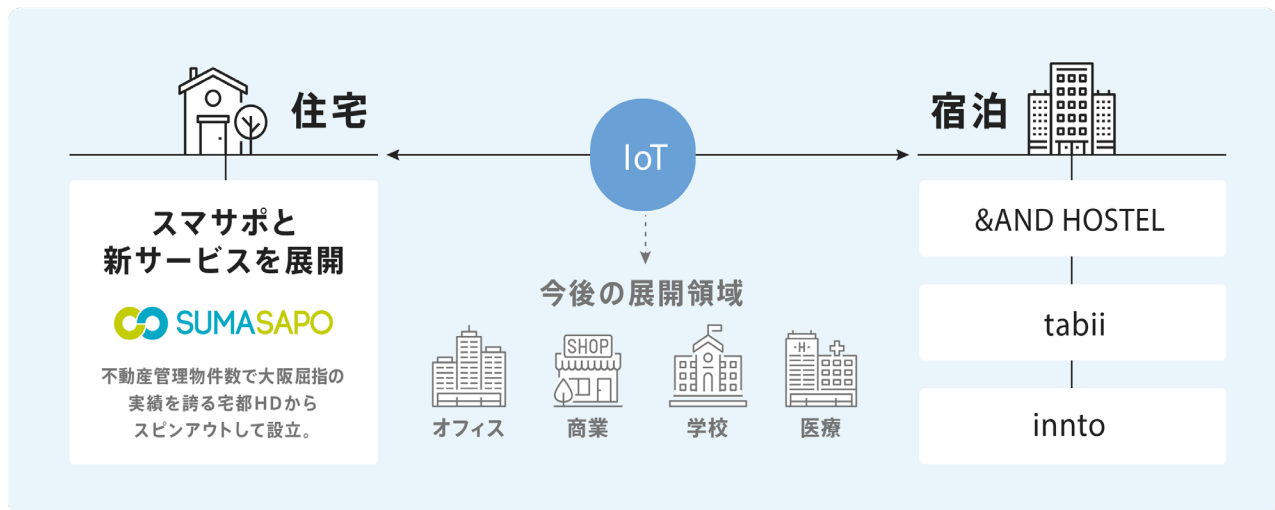 住宅
スマサポと
新サービスを展開
SUMASAPO
不動産管理物件数で大阪屈指の
実績を誇る宅都HDから
スピンアウトして設立。
IoT
今後の展開領域
SHOP
H
オフィス
商業
学校
医療
宿泊
&AND HOSTEL
tabii
innto